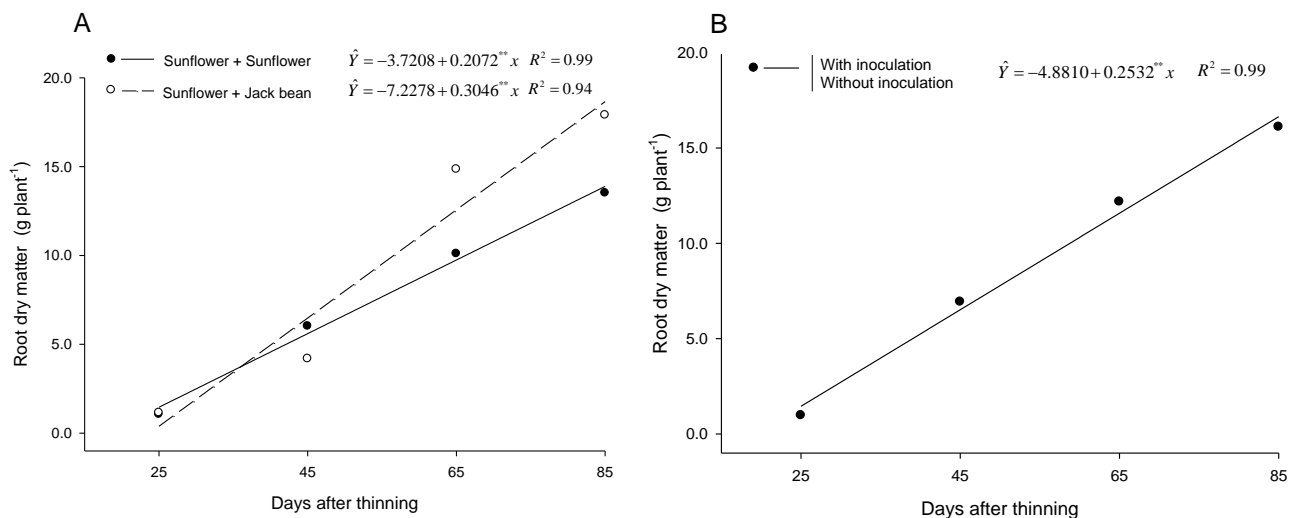 A
Sunflower + Sunflower Ŷ = −3.7208 + 0.2072** x R² = 0.99
Sunflower + Jack bean Ŷ = −7.2278 + 0.3046** x R² = 0.94
20.0
15.0
10.0
5.0
0.0
Root dry matter (g plant⁻¹)
25 45 65 85
Days after thinning
B
With inoculation
Without inoculation
Ŷ = −4.8810 + 0.2532** x R² = 0.99
20.0
15.0
10.0
5.0
0.0
Root dry matter (g plant⁻¹)
25 45 65 85
Days after thinning